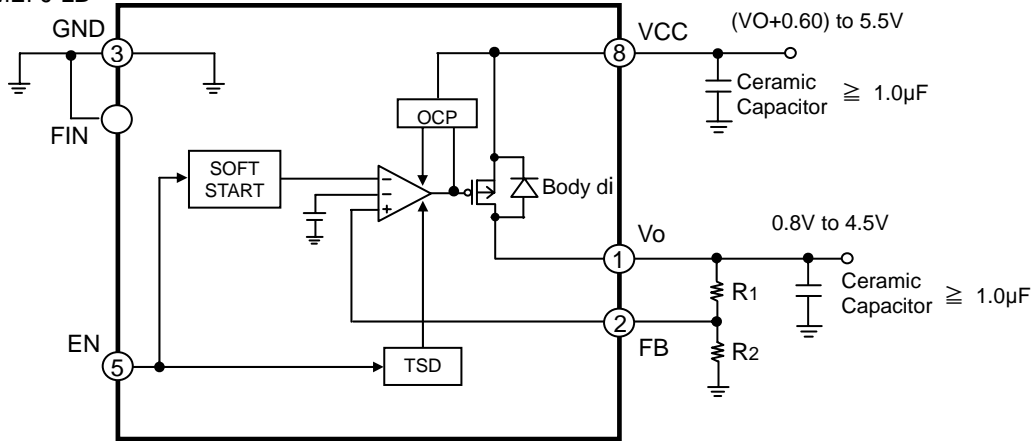 GND
3
FIN
VCC
8
(VO+0.60) to 5.5V
Ceramic
Capacitor
≧ 1.0µF
OCP
SOFT
START
Body di
Vo
1
0.8V to 4.5V
R1
Ceramic
Capacitor
≧ 1.0µF
2
FB
R2
EN
5
TSD